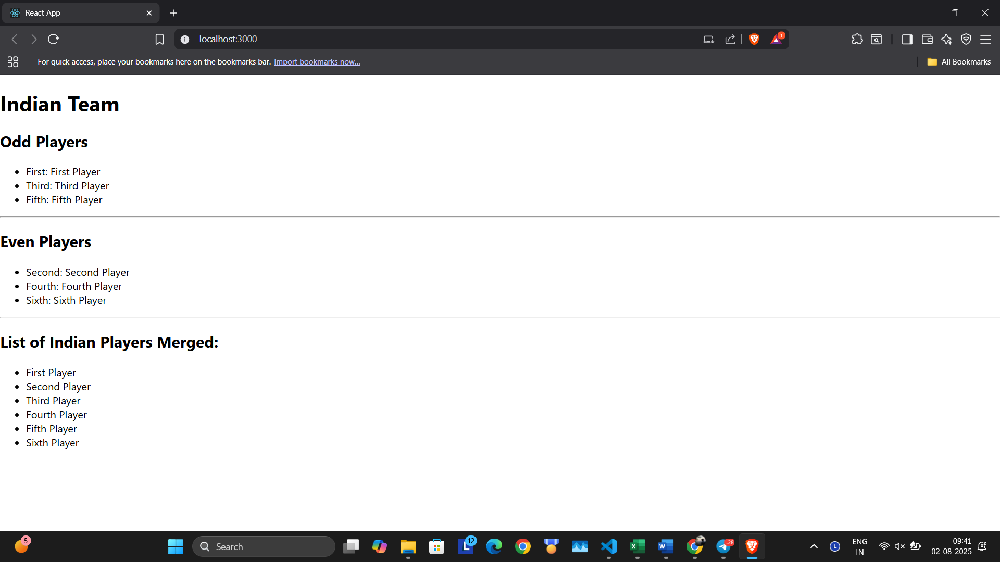 React App
localhost:3000
1
For quick access, place your bookmarks here on the bookmarks bar. Import bookmarks now...
All Bookmarks
Indian Team
Odd Players
First: First Player
Third: Third Player
Fifth: Fifth Player
Even Players
Second: Second Player
Fourth: Fourth Player
Sixth: Sixth Player
List of Indian Players Merged:
First Player
Second Player
Third Player
Fourth Player
Fifth Player
Sixth Player
5
Search
L
12
X
W
28
L
ENG
IN
09:41
02-08-2025